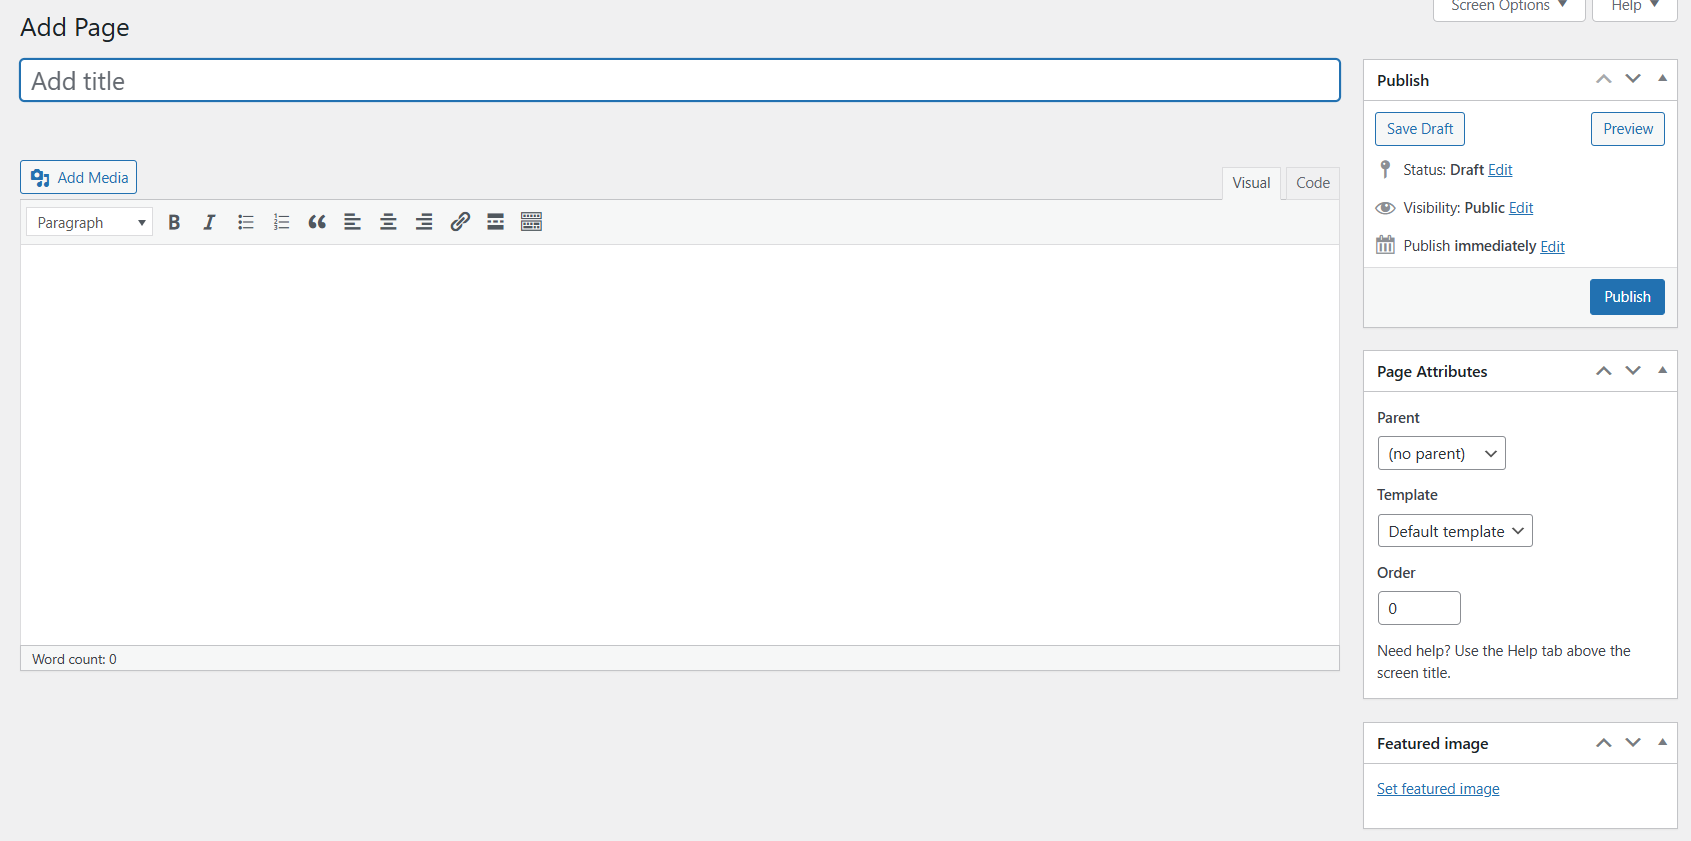 Screen Options Help
Add Page
Add title
Add Media
Visual Code
Paragraph
Word count: 0
Publish
Save Draft Preview
Status: Draft Edit
Visibility: Public Edit
Publish immediately Edit
Publish
Page Attributes
Parent
(no parent)
Template
Default template
Order
0
Need help? Use the Help tab above the
screen title.
Featured image
Set featured image